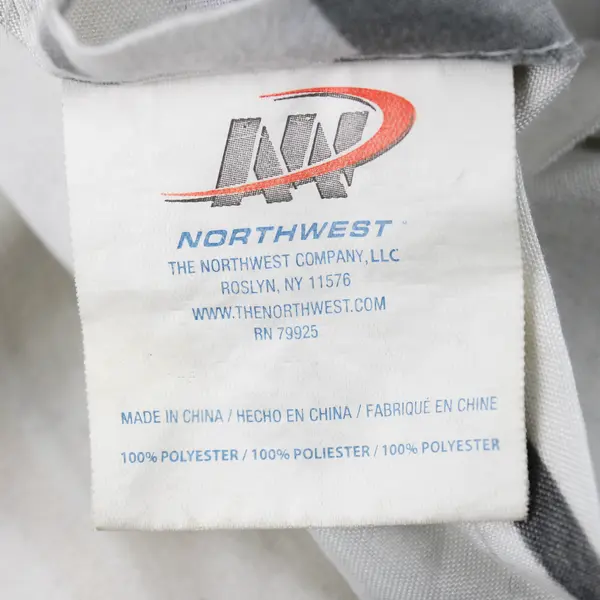 NORTHWEST
THE NORTHWEST COMPANY, LLC
ROSLYN, NY 11576
WWW.THENORTHWEST.COM
RN 79925
MADE IN CHINA / HECHO EN CHINA / FABRIQUÉ EN CHINE
100% POLYESTER / 100% POLIESTER / 100% POLYESTER